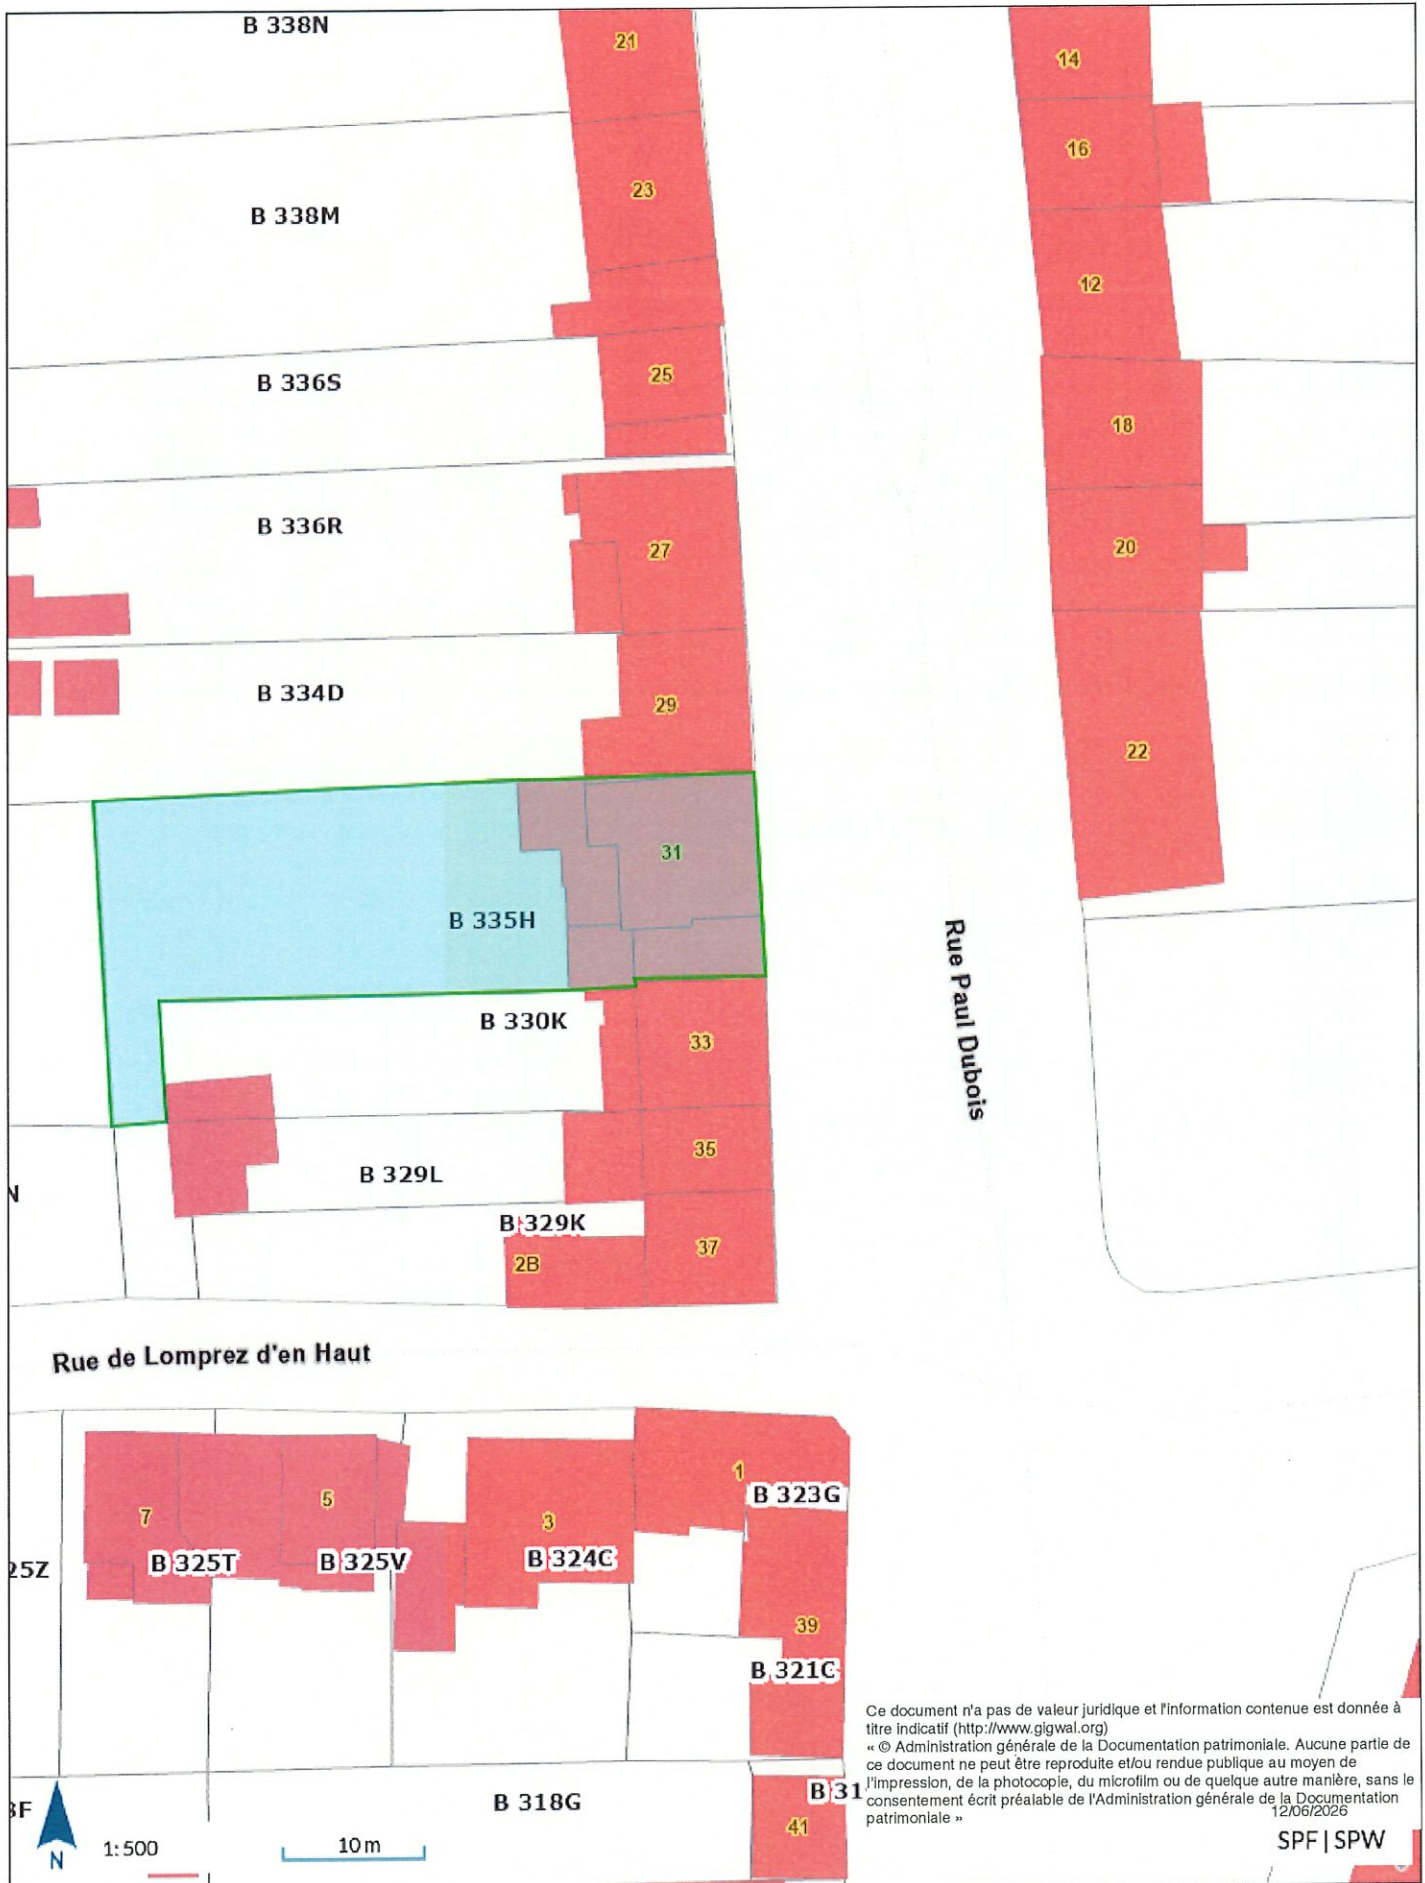 B 338N
21
14
16
B 338M
23
12
B 336S
25
18
B 336R
27
20
B 334D
29
22
31
B 335H
Rue Paul Dubois
B 330K
33
35
B 329L
N
B 329K
37
2B
Rue de Lomprez d'en Haut
1
B 323G
5
7
3
25Z
B 325T
B 325V
B 324C
39
B 321C
Ce document n'a pas de valeur juridique et l'information contenue est donnée à
titre indicatif (http://www.gigwal.org)
« © Administration générale de la Documentation patrimoniale. Aucune partie de
ce document ne peut être reproduite et/ou rendue publique au moyen de
l'impression, de la photocopie, du microfilm ou de quelque autre manière, sans le
consentement écrit préalable de l'Administration générale de la Documentation
patrimoniale »
12/06/2026
B 31
B 318G
41
N
1:500
10 m
SPF | SPW